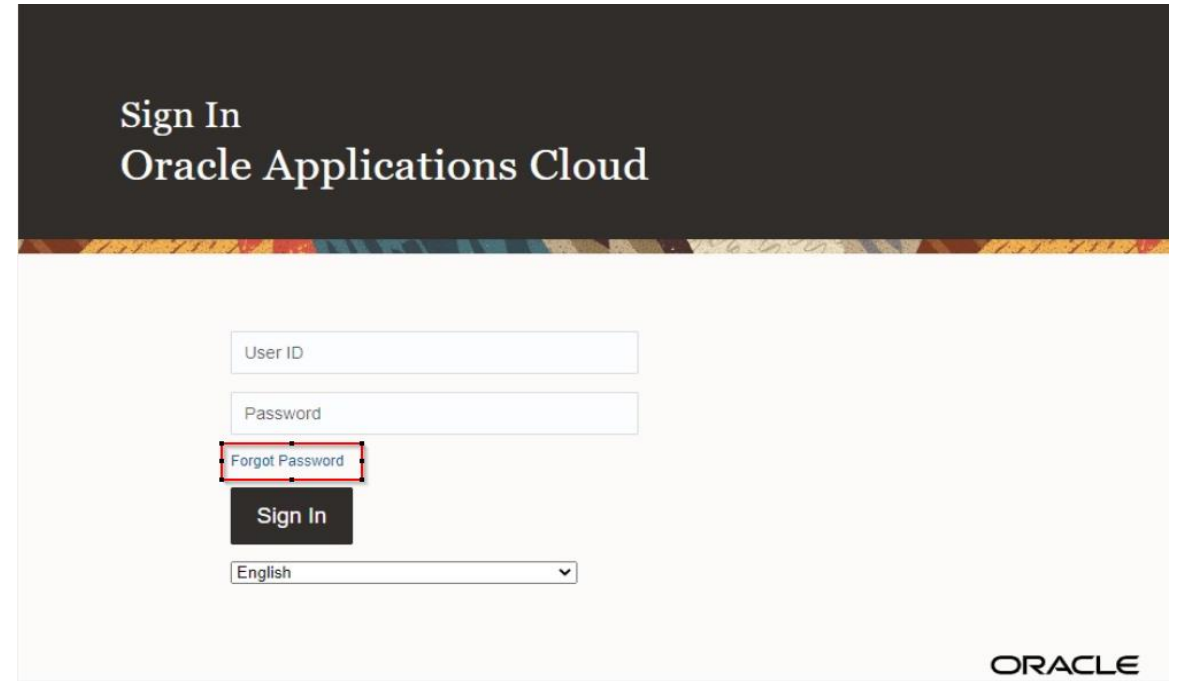 Sign In
Oracle Applications Cloud
User ID
Password
Forgot Password
Sign In
English
ORACLE